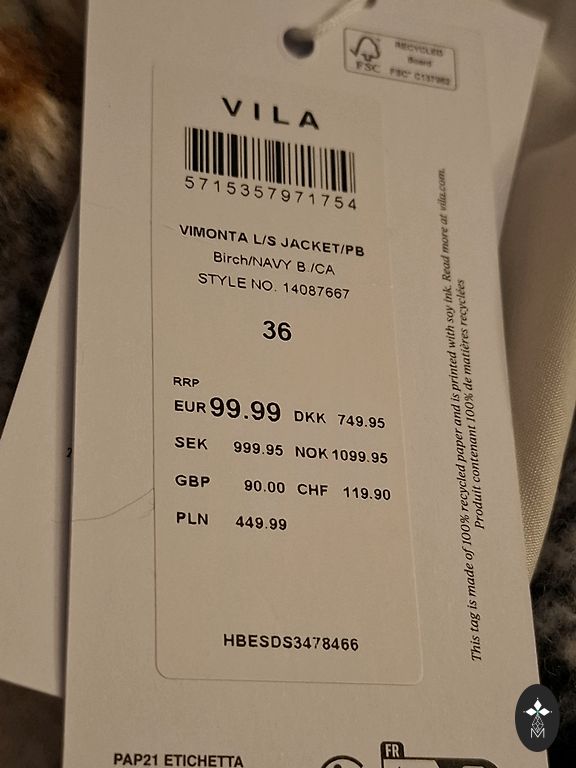 FSC
RECYCLED
Board
FSC® C137982
VILA
5715357971754
VIMONTA L/S JACKET/PB
Birch/NAVY B./CA
STYLE NO. 14087667
36
RRP
EUR 99.99 DKK 749.95
SEK 999.95 NOK 1099.95
GBP 90.00 CHF 119.90
PLN 449.99
HBESDS3478466
This tag is made of 100% recycled paper and is printed with soy ink. Read more at vila.com.
Produit contenant 100% de matières recyclées
PAP21 ETICHETTA
FR
M